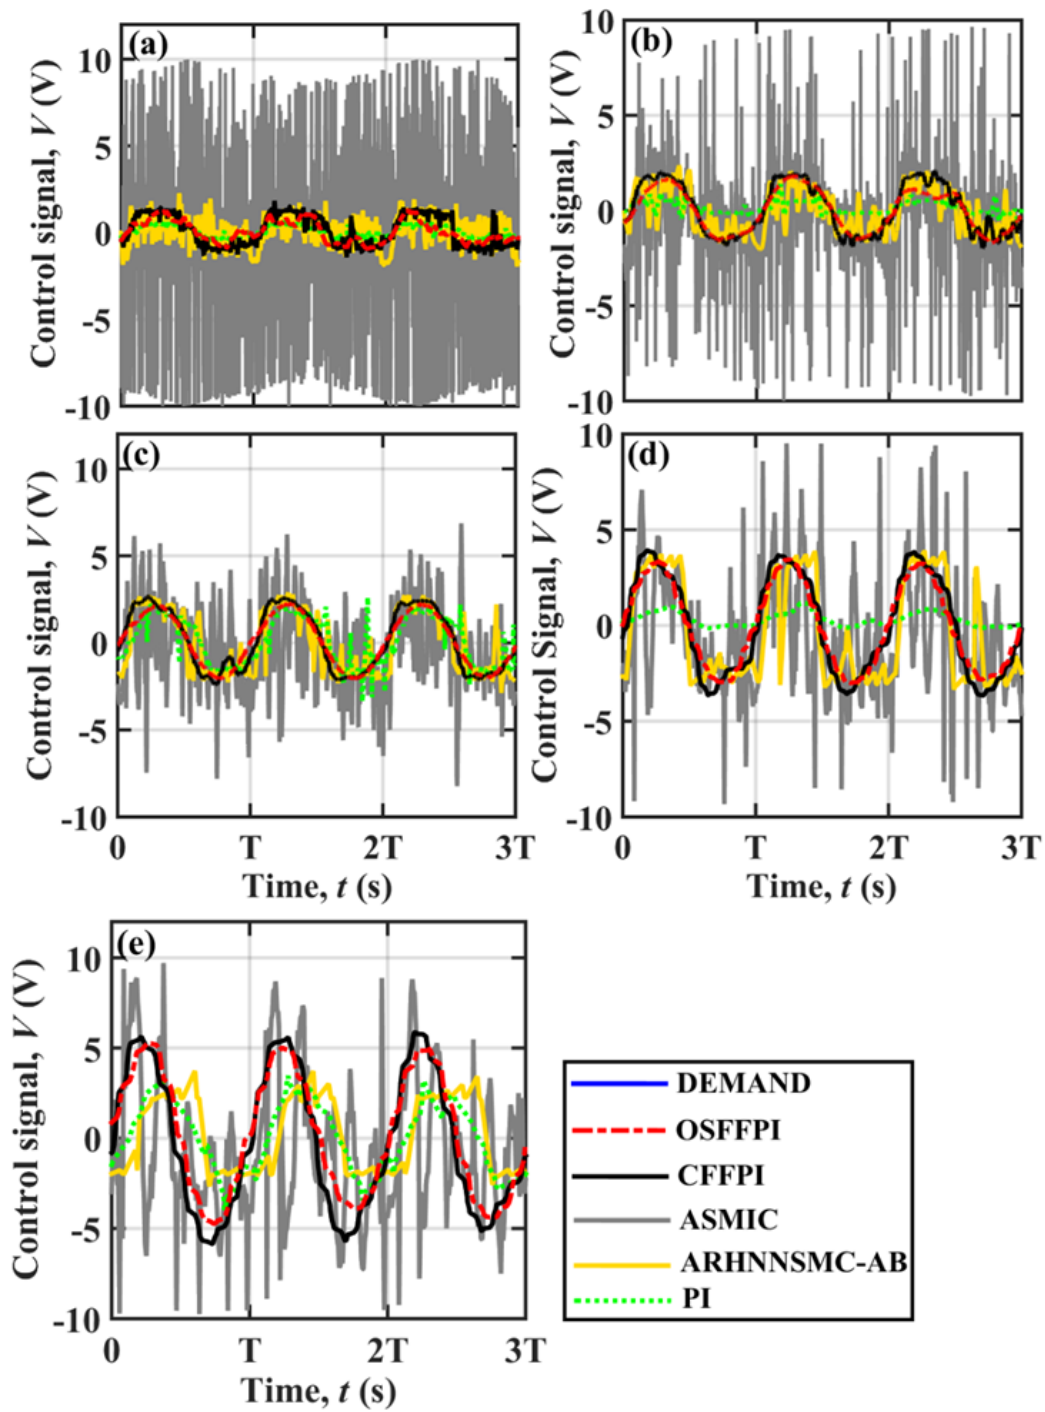 (a)
Control signal, V (V)
10
5
0
-5
-10
(b)
Control signal, V (V)
10
5
0
-5
-10
(c)
Control signal, V (V)
10
5
0
-5
-10
0 T 2T 3T
Time, t (s)
(d)
Control Signal, V (V)
10
5
0
-5
-10
0 T 2T 3T
Time, t (s)
(e)
Control signal, V (V)
10
5
0
-5
-10
0 T 2T 3T
Time, t (s)
DEMAND
OSFFPI
CFFPI
ASMIC
ARHNNSMC-AB
PI